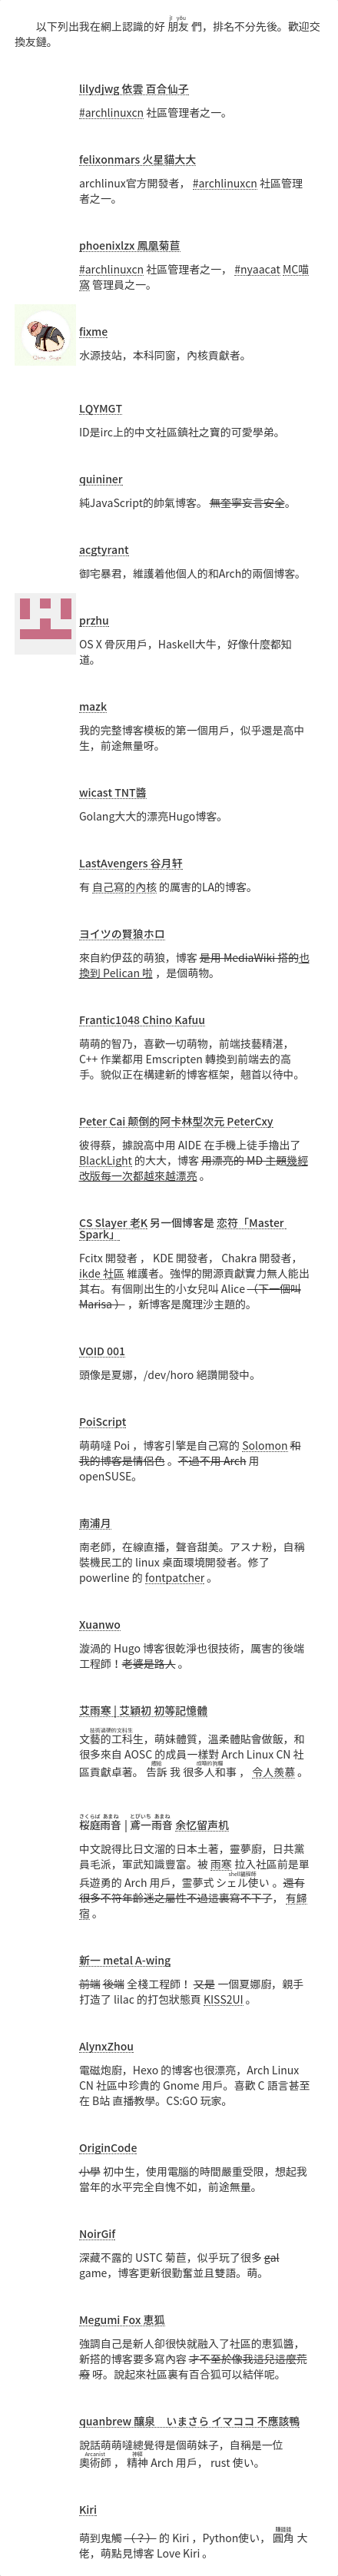 以下列出我在網上認識的好 朋友 們，排名不分先後。歡迎交
換友鏈。
lilydjwg 依雲 百合仙子
#archlinuxcn 社區管理者之一。
felixonmars 火星貓大大
archlinux官方開發者， #archlinuxcn 社區管理
者之一。
phoenixlzx 鳳凰菊苣
#archlinuxcn 社區管理者之一， #nyaacat MC喵
窩 管理員之一。
fixme
水源技站，本科同窗，內核貢獻者。
LQYMGT
ID是irc上的中文社區鎮社之寶的可愛學弟。
quininer
純JavaScript的帥氣博客。 無奎寧妄言安全。
acgtyrant
御宅暴君，維護着他個人的和Arch的兩個博客。
przhu
OS X 骨灰用戶，Haskell大牛，好像什麼都知
道。
mazk
我的完整博客模板的第一個用戶，似乎還是高中
生，前途無量呀。
wicast TNT醬
Golang大大的漂亮Hugo博客。
LastAvengers 谷月轩
有 自己寫的內核 的厲害的LA的博客。
ヨイツの賢狼ホロ
來自約伊茲的萌狼，博客 是用 MediaWiki 搭的也
換到 Pelican 啦 ，是個萌物。
Frantic1048 Chino Kafuu
萌萌的智乃，喜歡一切萌物，前端技藝精湛，
C++ 作業都用 Emscripten 轉換到前端去的高
手。貌似正在構建新的博客框架，翹首以待中。
Peter Cai 颠倒的阿卡林型次元 PeterCxy
彼得蔡，據說高中用 AIDE 在手機上徒手擼出了
BlackLight 的大大，博客 用漂亮的 MD 主題幾經
改版每一次都越來越漂亮 。
CS Slayer 老K 另一個博客是 恋符「Master
Spark」
Fcitx 開發者 ， KDE 開發者， Chakra 開發者，
ikde 社區 維護者。強悍的開源貢獻實力無人能出
其右。有個剛出生的小女兒叫 Alice （下一個叫
Marisa ） ，新博客是魔理沙主題的。
VOID 001
頭像是夏娜，/dev/horo 絕讚開發中。
PoiScript
萌萌噠 Poi ，博客引擎是自己寫的 Solomon 和
我的博客是情侶色 。不過不用 Arch 用
openSUSE。
南浦月
南老師，在線直播，聲音甜美。アスナ粉，自稱
裝機民工的 linux 桌面環境開發者。修了
powerline 的 fontpatcher 。
Xuanwo
漩渦的 Hugo 博客很乾淨也很技術，厲害的後端
工程師！老婆是路人 。
艾雨寒 | 艾穎初 初等記憶體
文藝的工科生，萌妹體質，溫柔體貼會做飯，和
很多來自 AOSC 的成員一樣對 Arch Linux CN 社
區貢獻卓著。 告訴 我 很多人和事 ， 令人羨慕 。
桜庭雨音 | 鳶一雨音 余忆留声机
中文說得比日文溜的日本土著，靈夢廚，日共黨
員毛派，軍武知識豐富。被 雨寒 拉入社區前是單
兵遊勇的 Arch 用戶，靈夢式 シェル使い 。還有
很多不符年齡迷之屬性不過這裏寫不下了， 有歸
宿 。
新一 metal A-wing
前端 後端 全棧工程師！ 又是 一個夏娜廚，親手
打造了 lilac 的打包狀態頁 KISS2UI 。
AlynxZhou
電磁炮廚，Hexo 的博客也很漂亮，Arch Linux
CN 社區中珍貴的 Gnome 用戶。喜歡 C 語言甚至
在 B站 直播教學。CS:GO 玩家。
OriginCode
小學 初中生，使用電腦的時間嚴重受限，想起我
當年的水平完全自愧不如，前途無量。
NoirGif
深藏不露的 USTC 菊苣，似乎玩了很多 gal
game，博客更新很勤奮並且雙語。萌。
Megumi Fox 恵狐
強調自己是新人卻很快就融入了社區的恵狐醬，
新搭的博客要多寫內容 才不至於像我這兒這麼荒
廢 呀。說起來社區裏有百合狐可以結伴呢。
quanbrew 釀泉　いまさら イマココ 不應該鴨
說話萌萌噠總覺得是個萌妹子，自稱是一位
奧術師 ， 精神 Arch 用戶， rust 使い。
Kiri
萌到鬼觸 （？） 的 Kiri ，Python使い， 圓角 大
佬，萌點見博客 Love Kiri 。